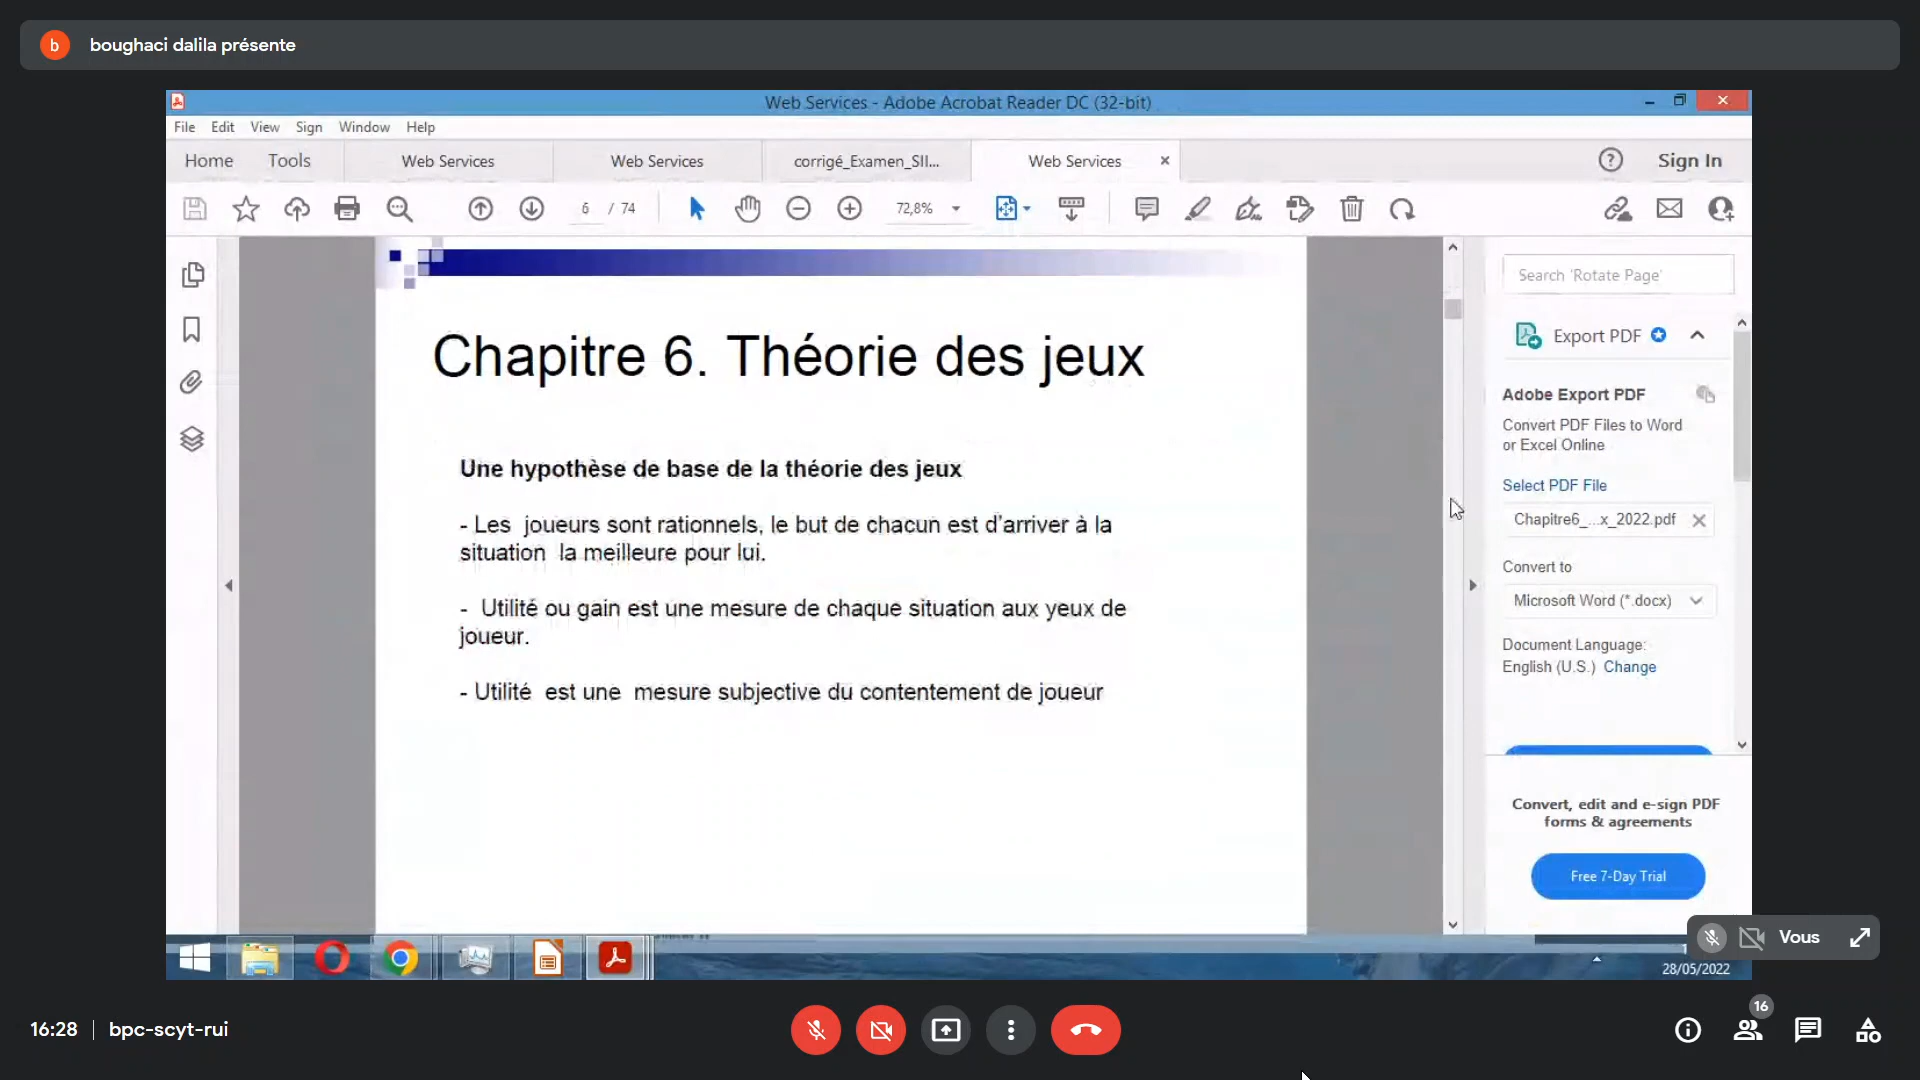 b boughaci dalila présente
Web Services - Adobe Acrobat Reader DC (32-bit)
File Edit View Sign Window Help
Home Tools Web Services Web Services corrigé_Examen_SII... Web Services Sign In
6 / 74 72,8%
Chapitre 6. Théorie des jeux
Une hypothèse de base de la théorie des jeux
- Les joueurs sont rationnels, le but de chacun est d'arriver à la
situation la meilleure pour lui.
- Utilité ou gain est une mesure de chaque situation aux yeux de
joueur.
- Utilité est une mesure subjective du contentement de joueur
Search 'Rotate Page'
Export PDF
Adobe Export PDF
Convert PDF Files to Word
or Excel Online
Select PDF File
Chapitre6_...x_2022.pdf
Convert to
Microsoft Word (*.docx)
Document Language:
English (U.S.) Change
Convert, edit and e-sign PDF
forms & agreements
Free 7-Day Trial
Vous
28/05/2022
16:28 bpc-scyt-rui
16